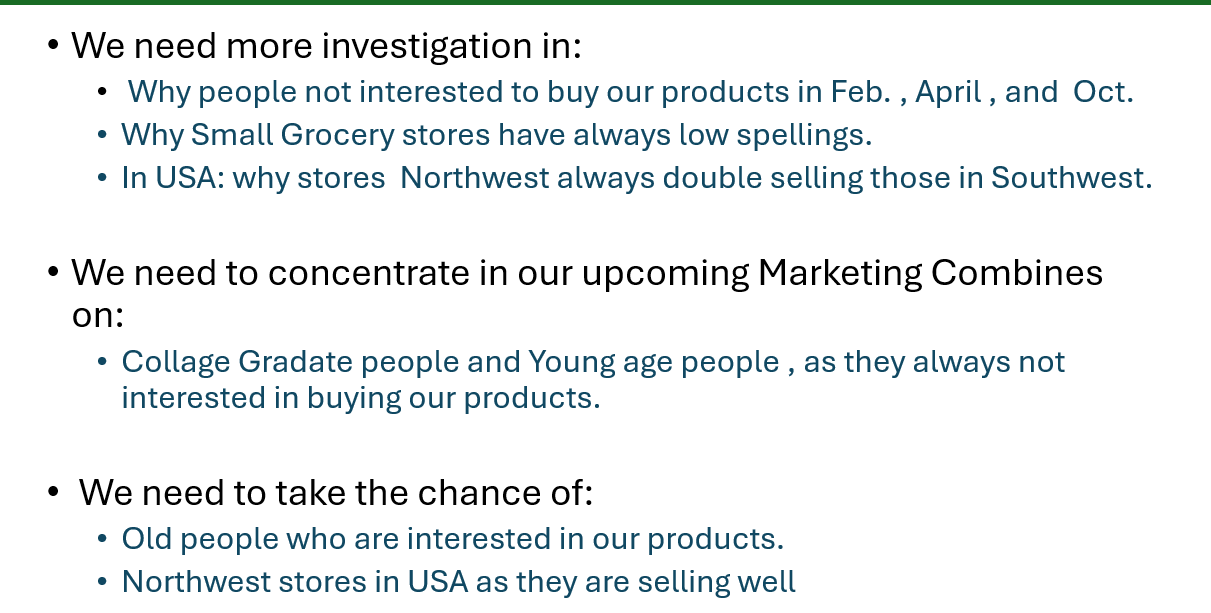 • We need more investigation in:
• Why people not interested to buy our products in Feb. , April , and Oct.
• Why Small Grocery stores have always low spellings.
• In USA: why stores Northwest always double selling those in Southwest.
• We need to concentrate in our upcoming Marketing Combines
on:
• Collage Gradate people and Young age people , as they always not
interested in buying our products.
• We need to take the chance of:
• Old people who are interested in our products.
• Northwest stores in USA as they are selling well